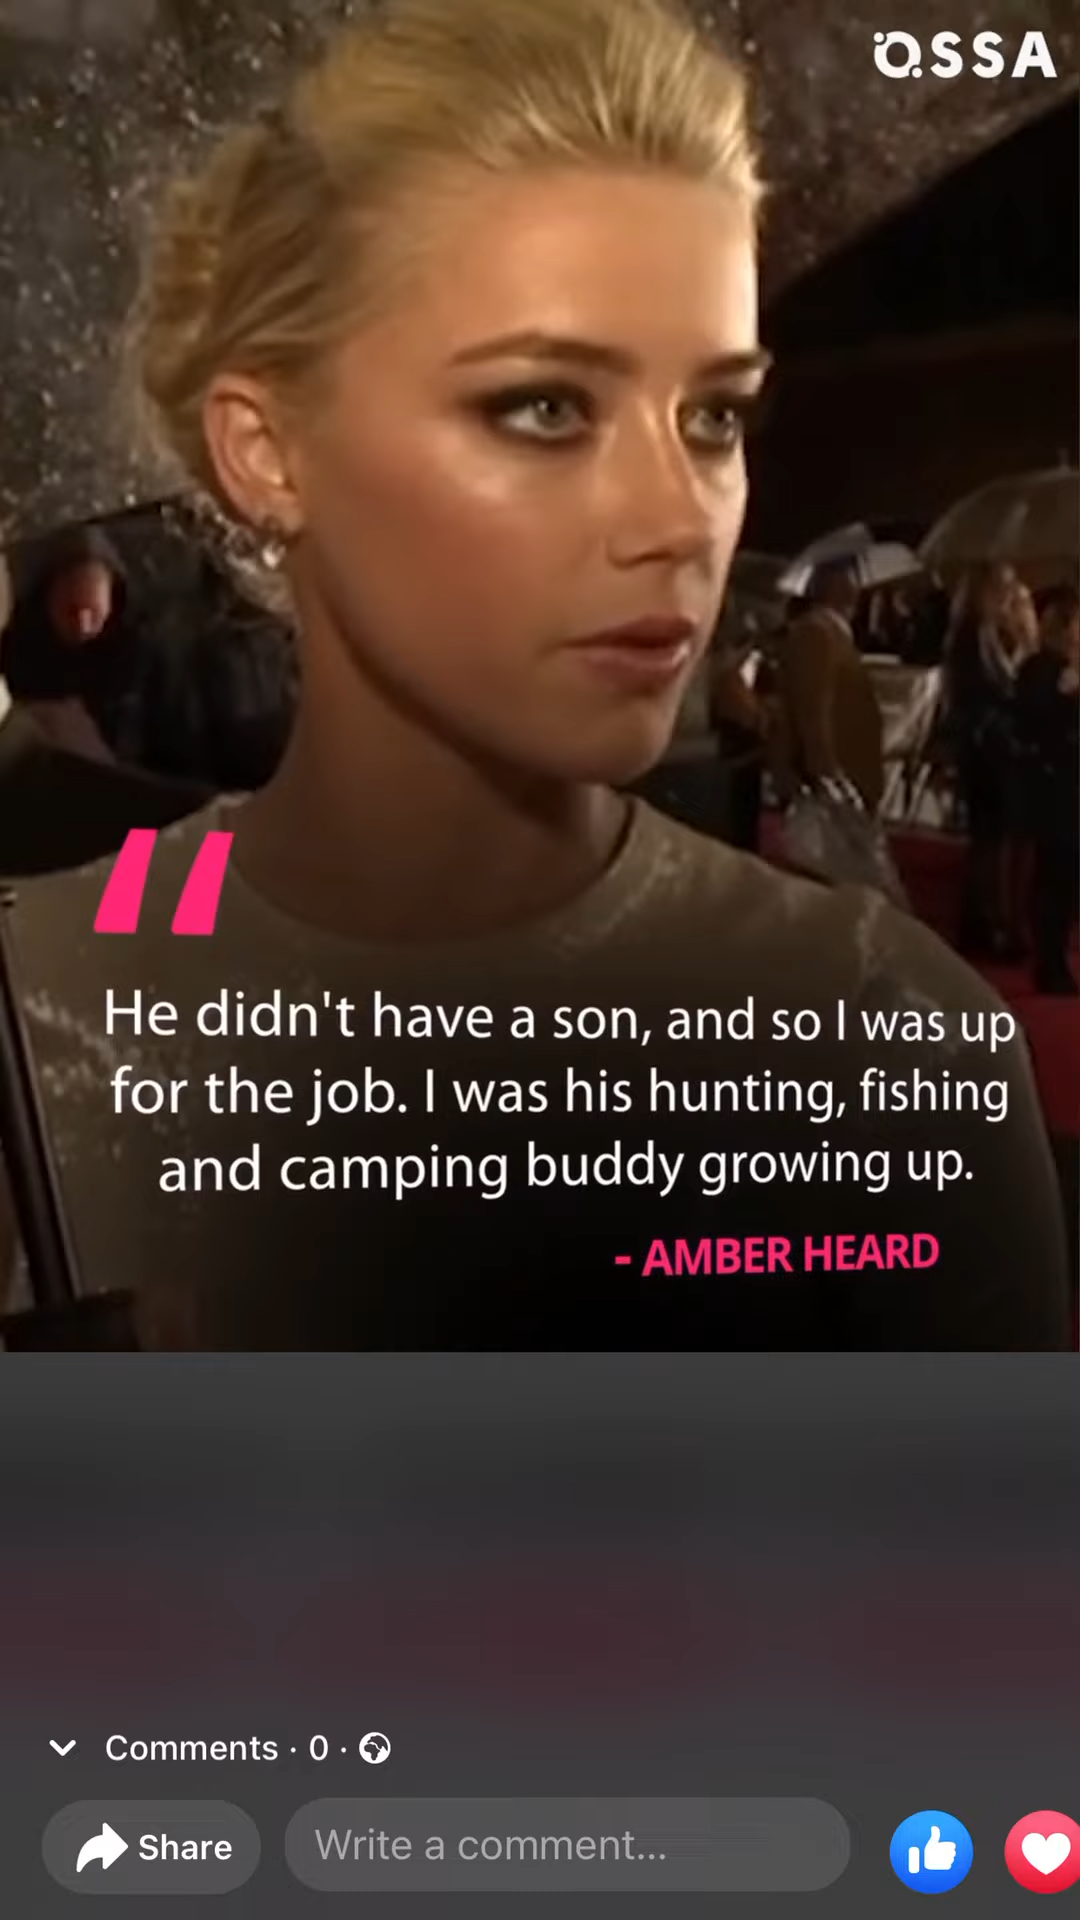 OSSA
He didn't have a son, and so I was up
for the job. I was his hunting, fishing
and camping buddy growing up.
- AMBER HEARD
Comments · 0 ·
Share
Write a comment...